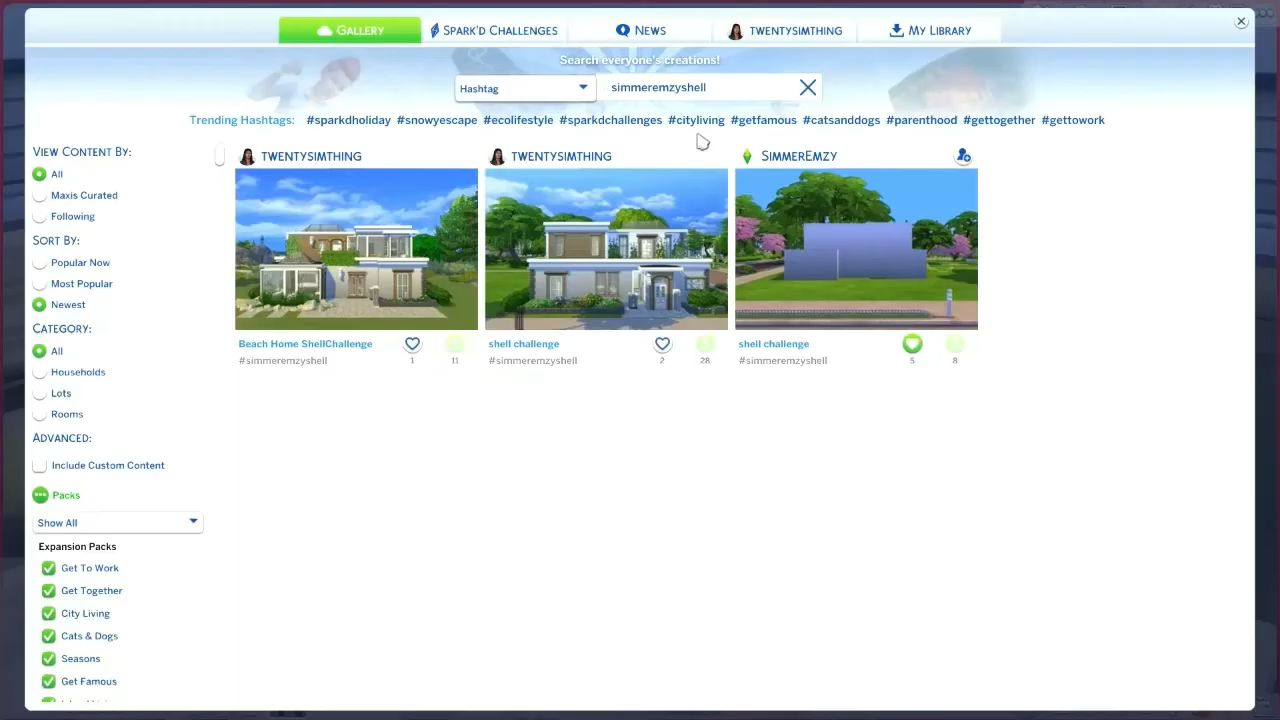 GALLERY
SPARK'D CHALLENGES
NEWS
TWENTYSIMTHING
MY LIBRARY
Search everyone's creations!
Hashtag
simmeremzyshell
Trending Hashtags: #sparkdholiday #snowyescape #ecolifestyle #sparkdchallenges #cityliving #getfamous #catsanddogs #parenthood #gettogether #gettowork
VIEW CONTENT BY:
All
Maxis Curated
Following
SORT BY:
Popular Now
Most Popular
Newest
CATEGORY:
All
Households
Lots
Rooms
ADVANCED:
Include Custom Content
Packs
Show All
Expansion Packs
Get To Work
Get Together
City Living
Cats & Dogs
Seasons
Get Famous
TWENTYSIMTHING
Beach Home ShellChallenge
#simmeremzyshell
1
11
TWENTYSIMTHING
shell challenge
#simmeremzyshell
2
28
SIMMEREMZY
shell challenge
#simmeremzyshell
5
8